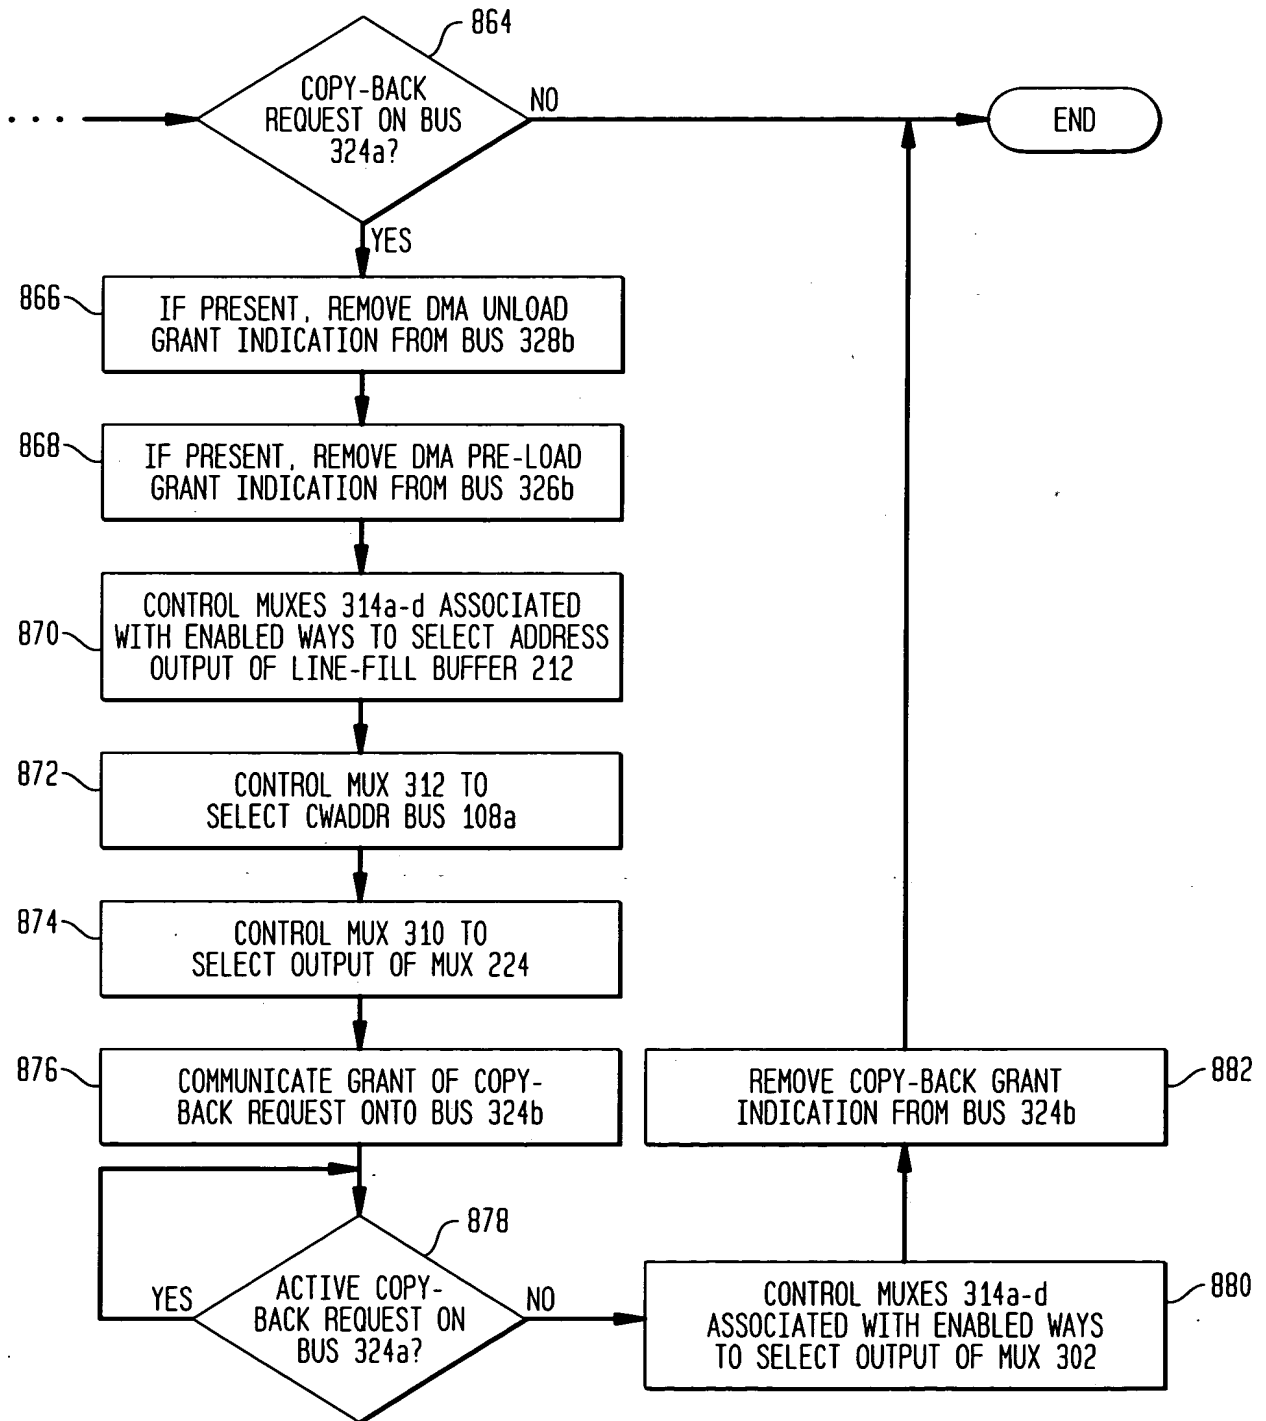 864
COPY-BACK
REQUEST ON BUS
324a?
NO
END
...
YES
866
IF PRESENT, REMOVE DMA UNLOAD
GRANT INDICATION FROM BUS 328b
868
IF PRESENT, REMOVE DMA PRE-LOAD
GRANT INDICATION FROM BUS 326b
870
CONTROL MUXES 314a-d ASSOCIATED
WITH ENABLED WAYS TO SELECT ADDRESS
OUTPUT OF LINE-FILL BUFFER 212
872
CONTROL MUX 312 TO
SELECT CWADDR BUS 108a
874
CONTROL MUX 310 TO
SELECT OUTPUT OF MUX 224
876
COMMUNICATE GRANT OF COPY-
BACK REQUEST ONTO BUS 324b
878
ACTIVE COPY-
BACK REQUEST ON
BUS 324a?
YES
NO
880
CONTROL MUXES 314a-d
ASSOCIATED WITH ENABLED WAYS
TO SELECT OUTPUT OF MUX 302
882
REMOVE COPY-BACK GRANT
INDICATION FROM BUS 324b